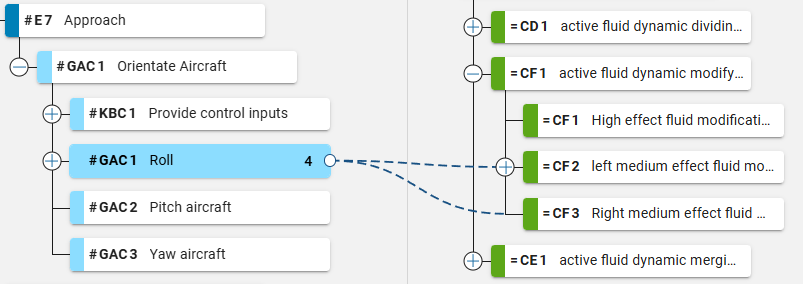 #E7 Approach
#GAC1 Orientate Aircraft
#KBC1 Provide control inputs
#GAC1 Roll 4
#GAC2 Pitch aircraft
#GAC3 Yaw aircraft
=CD1 active fluid dynamic dividin...
=CF1 active fluid dynamic modify...
=CF1 High effect fluid modificati...
=CF2 left medium effect fluid mo...
=CF3 Right medium effect fluid ...
=CE1 active fluid dynamic mergi...